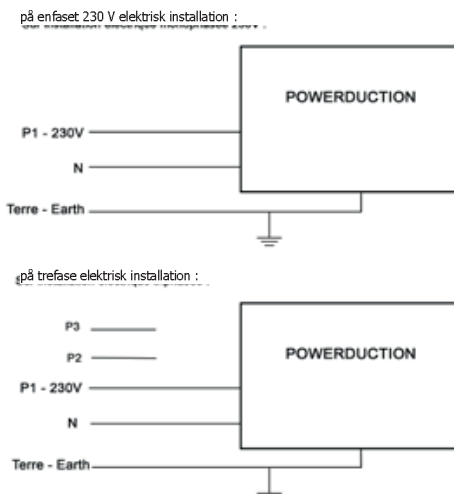 på enfaset 230 V elektrisk installation :
POWERDUCTION
P1 - 230V
N
Terre - Earth
på trefase elektrisk installation :
P3
P2
POWERDUCTION
P1 - 230V
N
Terre - Earth